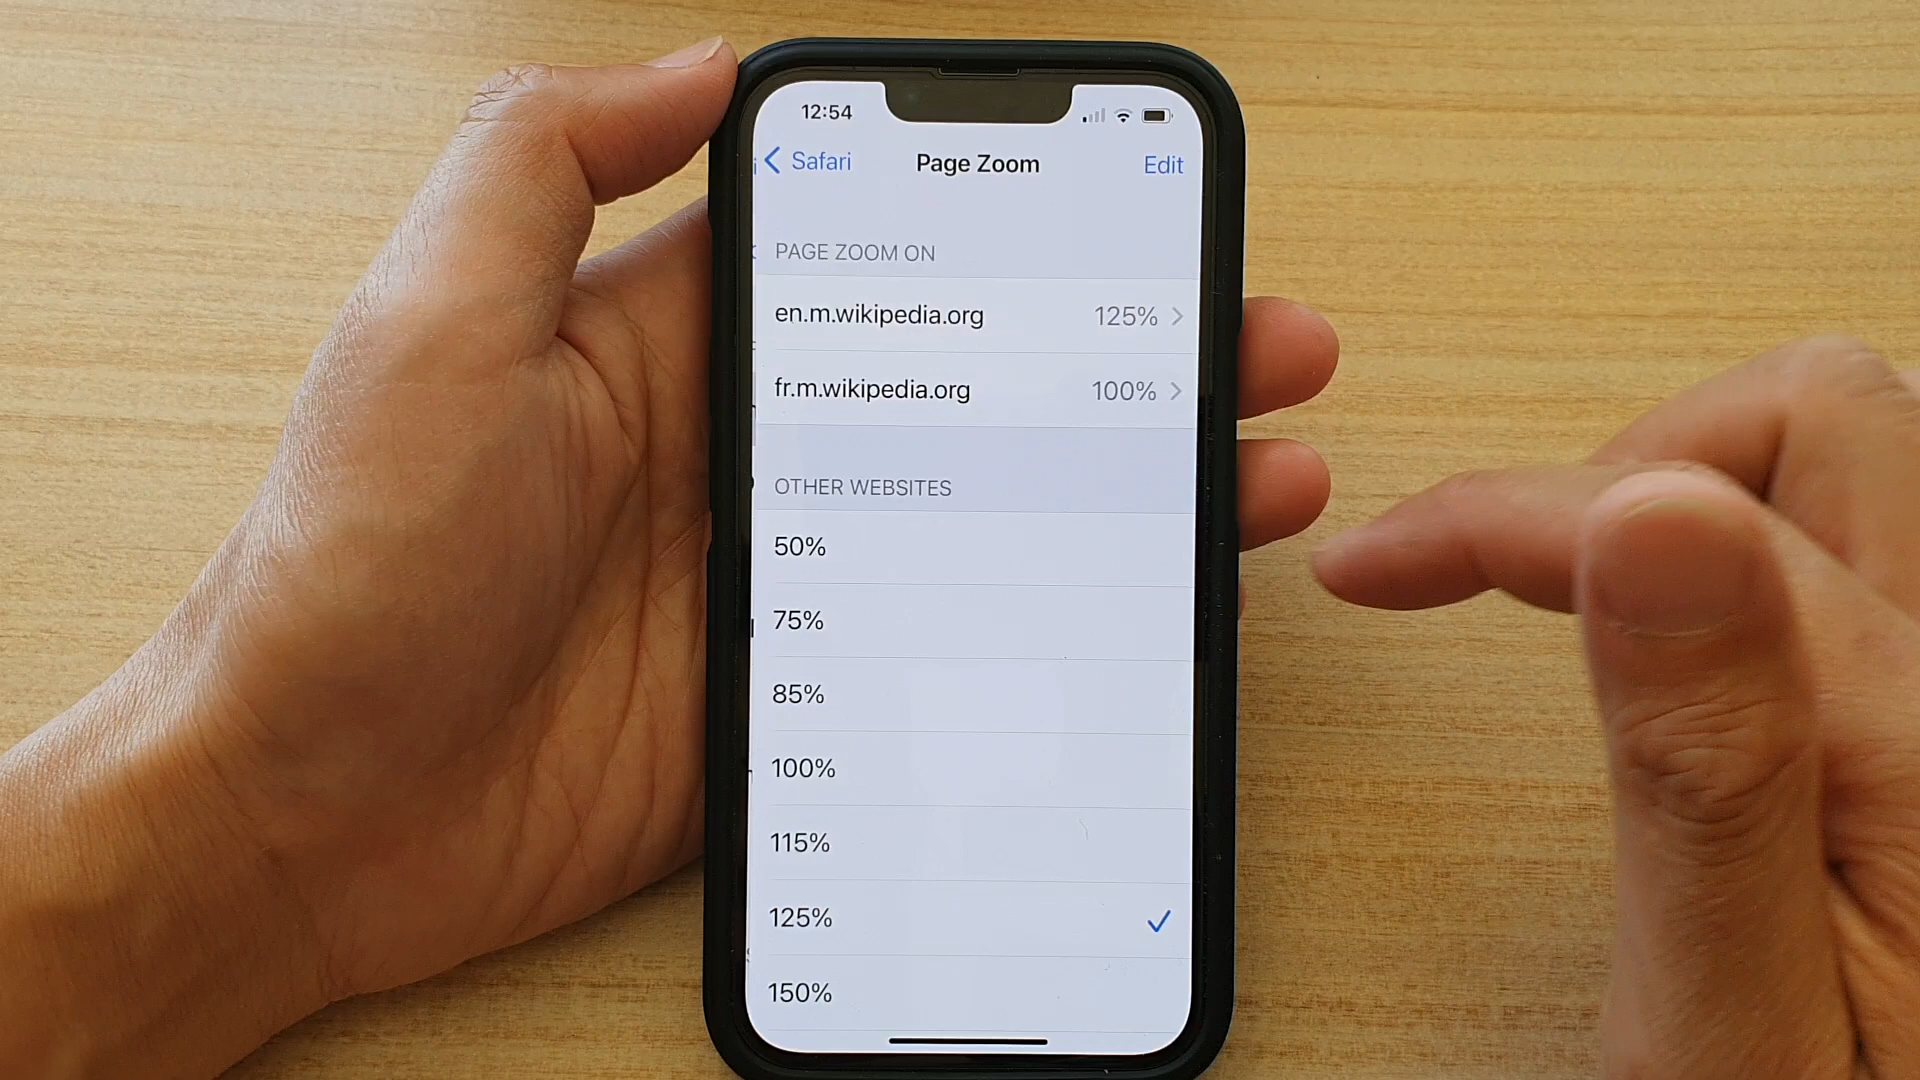 12:54
Safari Page Zoom Edit
PAGE ZOOM ON
en.m.wikipedia.org 125%
fr.m.wikipedia.org 100%
OTHER WEBSITES
50%
75%
85%
100%
115%
125%
150%